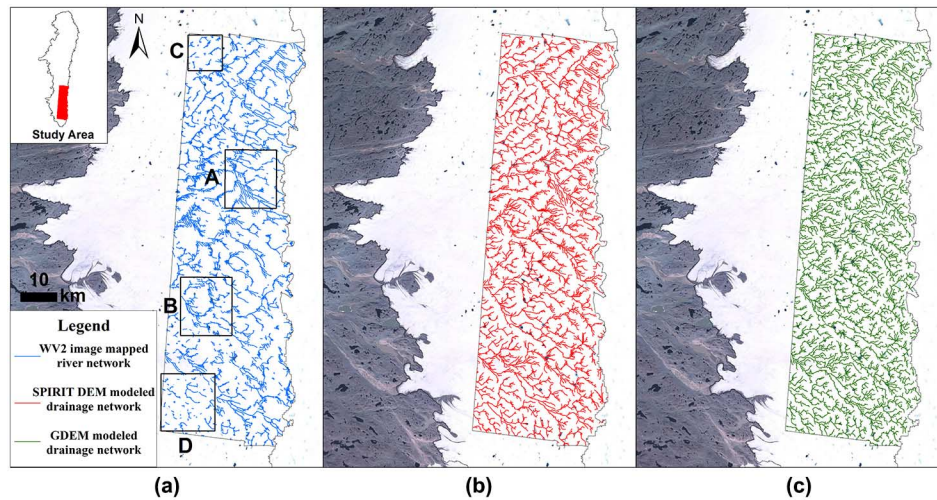 N
C
Study Area
A
B
10
km
Legend
WV2 image mapped
river network
SPIRIT DEM modeled
drainage network
GDEM modeled
drainage network
D
(a)
(b)
(c)